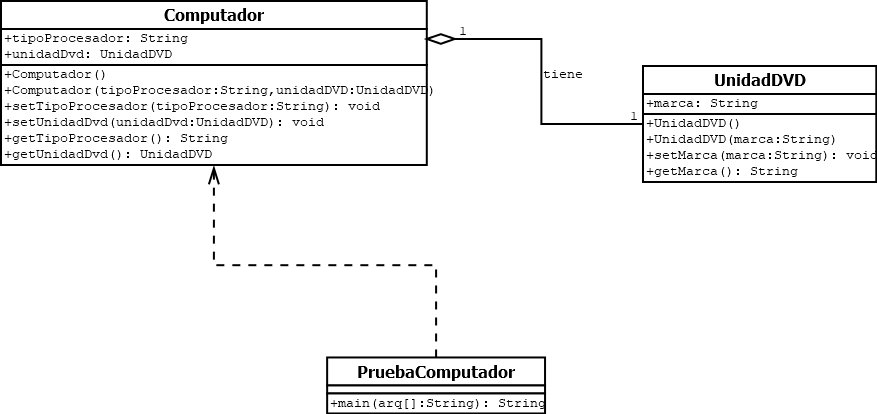 Computador
+tipoProcesador: String
+unidadDvd: UnidadDVD
+Computador()
+Computador(tipoProcesador:String,unidadDVD:UnidadDVD)
+setTipoProcesador(tipoProcesador:String): void
+setUnidadDvd(unidadDvd:UnidadDVD): void
+getTipoProcesador(): String
+getUnidadDvd(): UnidadDVD
1
tiene
1
UnidadDVD
+marca: String
+UnidadDVD()
+UnidadDVD(marca:String)
+setMarca(marca:String): void
+getMarca(): String
PruebaComputador
+main(arq[]:String): String